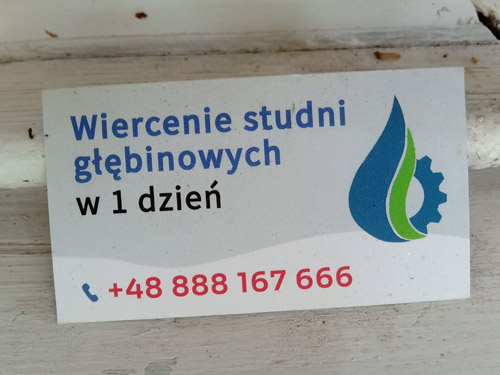 Wiercenie studni
głębinowych
w 1 dzień
+48 888 167 666